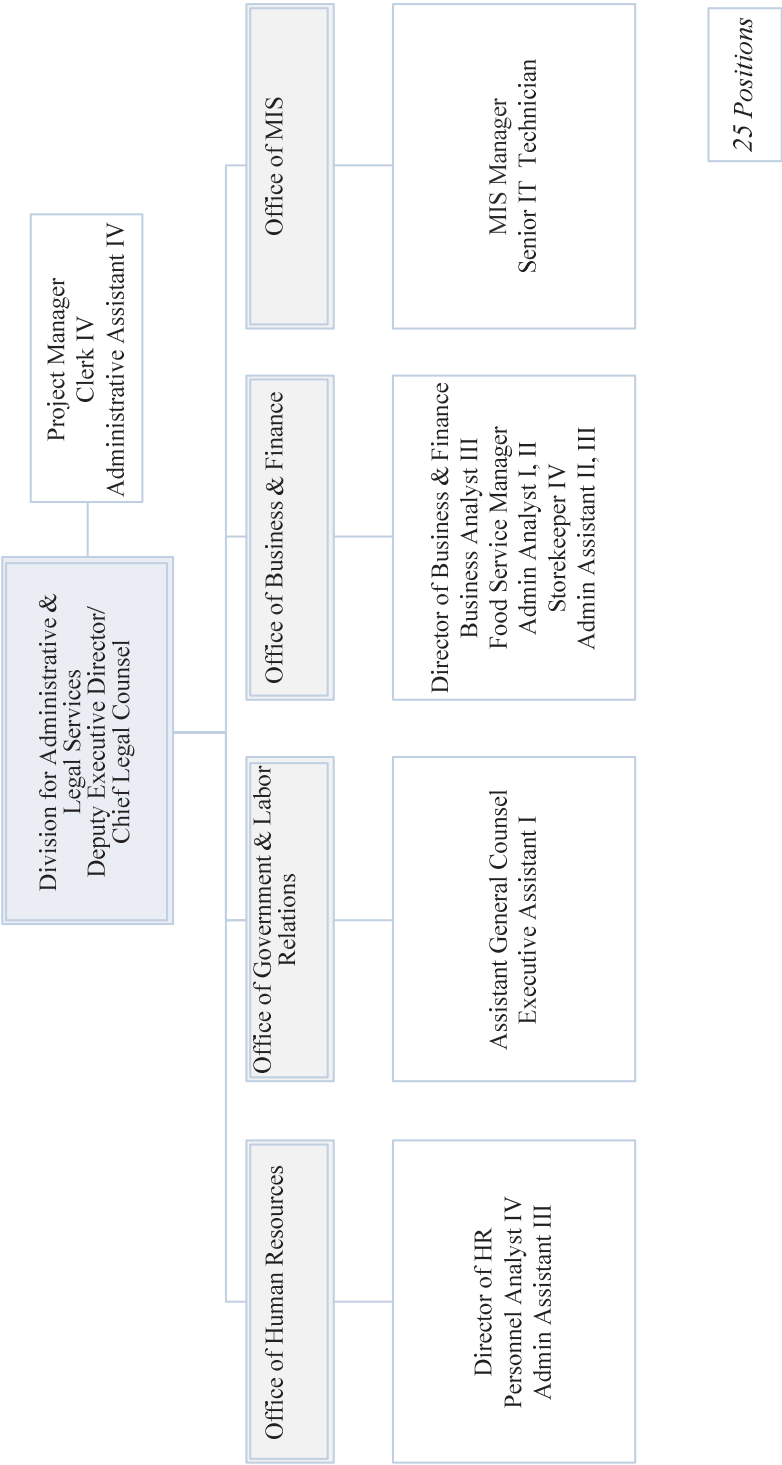 Division for Administrative &
Legal Services
Deputy Executive Director/
Chief Legal Counsel
Project Manager
Clerk IV
Administrative Assistant IV
Office of Human Resources
Office of Government & Labor
Relations
Office of Business & Finance
Office of MIS
Director of HR
Personnel Analyst IV
Admin Assistant III
Assistant General Counsel
Executive Assistant I
Director of Business & Finance
Business Analyst III
Food Service Manager
Admin Analyst I, II
Storekeeper IV
Admin Assistant II, III
MIS Manager
Senior IT Technician
25 Positions